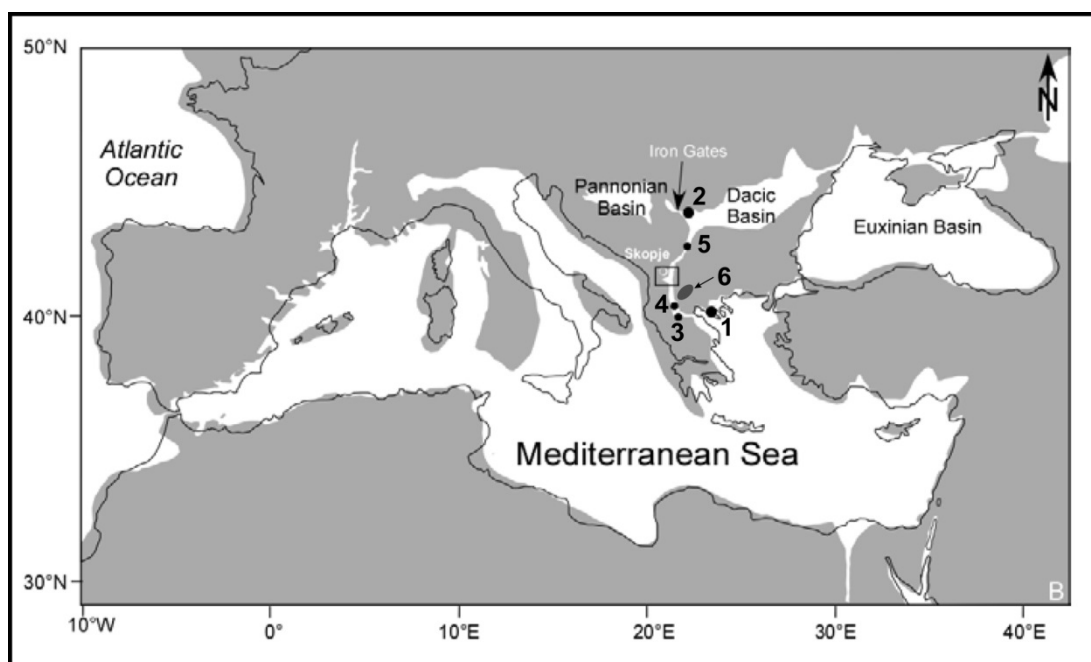 50°N
N
Atlantic
Ocean
Iron Gates
Pannonian
Basin
2
Dacic
Basin
Euxinian Basin
5
Skopje
6
4
40°N
3
1
Mediterranean Sea
30°N
B
10°W
0°
10°E
20°E
30°E
40°E